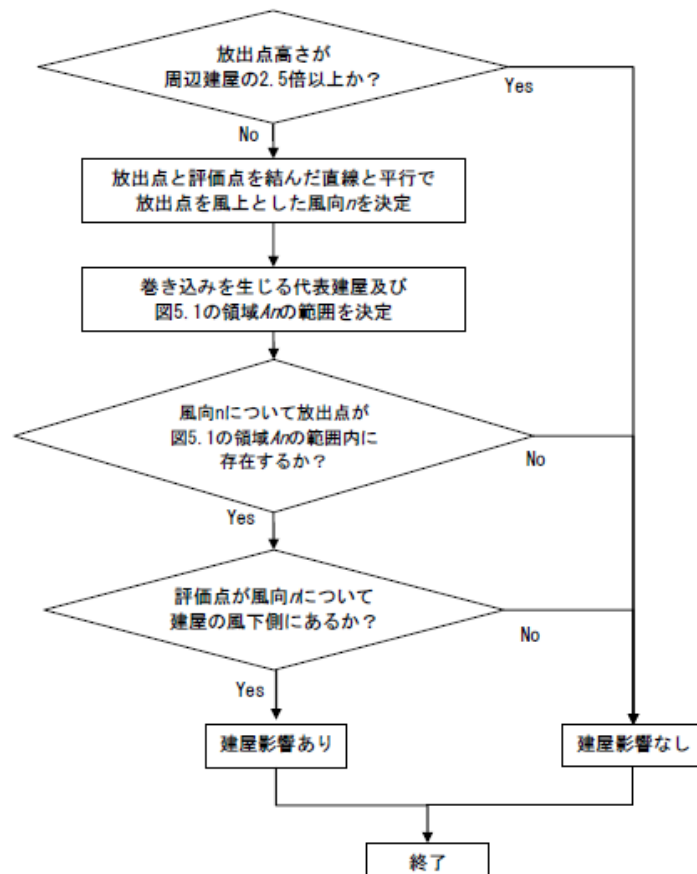 放出点高さが
周辺建屋の2.5倍以上か？
Yes
No
放出点と評価点を結んだ直線と平行で
放出点を風上とした風向nを決定
巻き込みを生じる代表建屋及び
図5.1の領域Anの範囲を決定
風向nについて放出点が
図5.1の領域Anの範囲内に
存在するか？
No
Yes
評価点が風向nについて
建屋の風下側にあるか？
No
Yes
建屋影響あり
建屋影響なし
終了